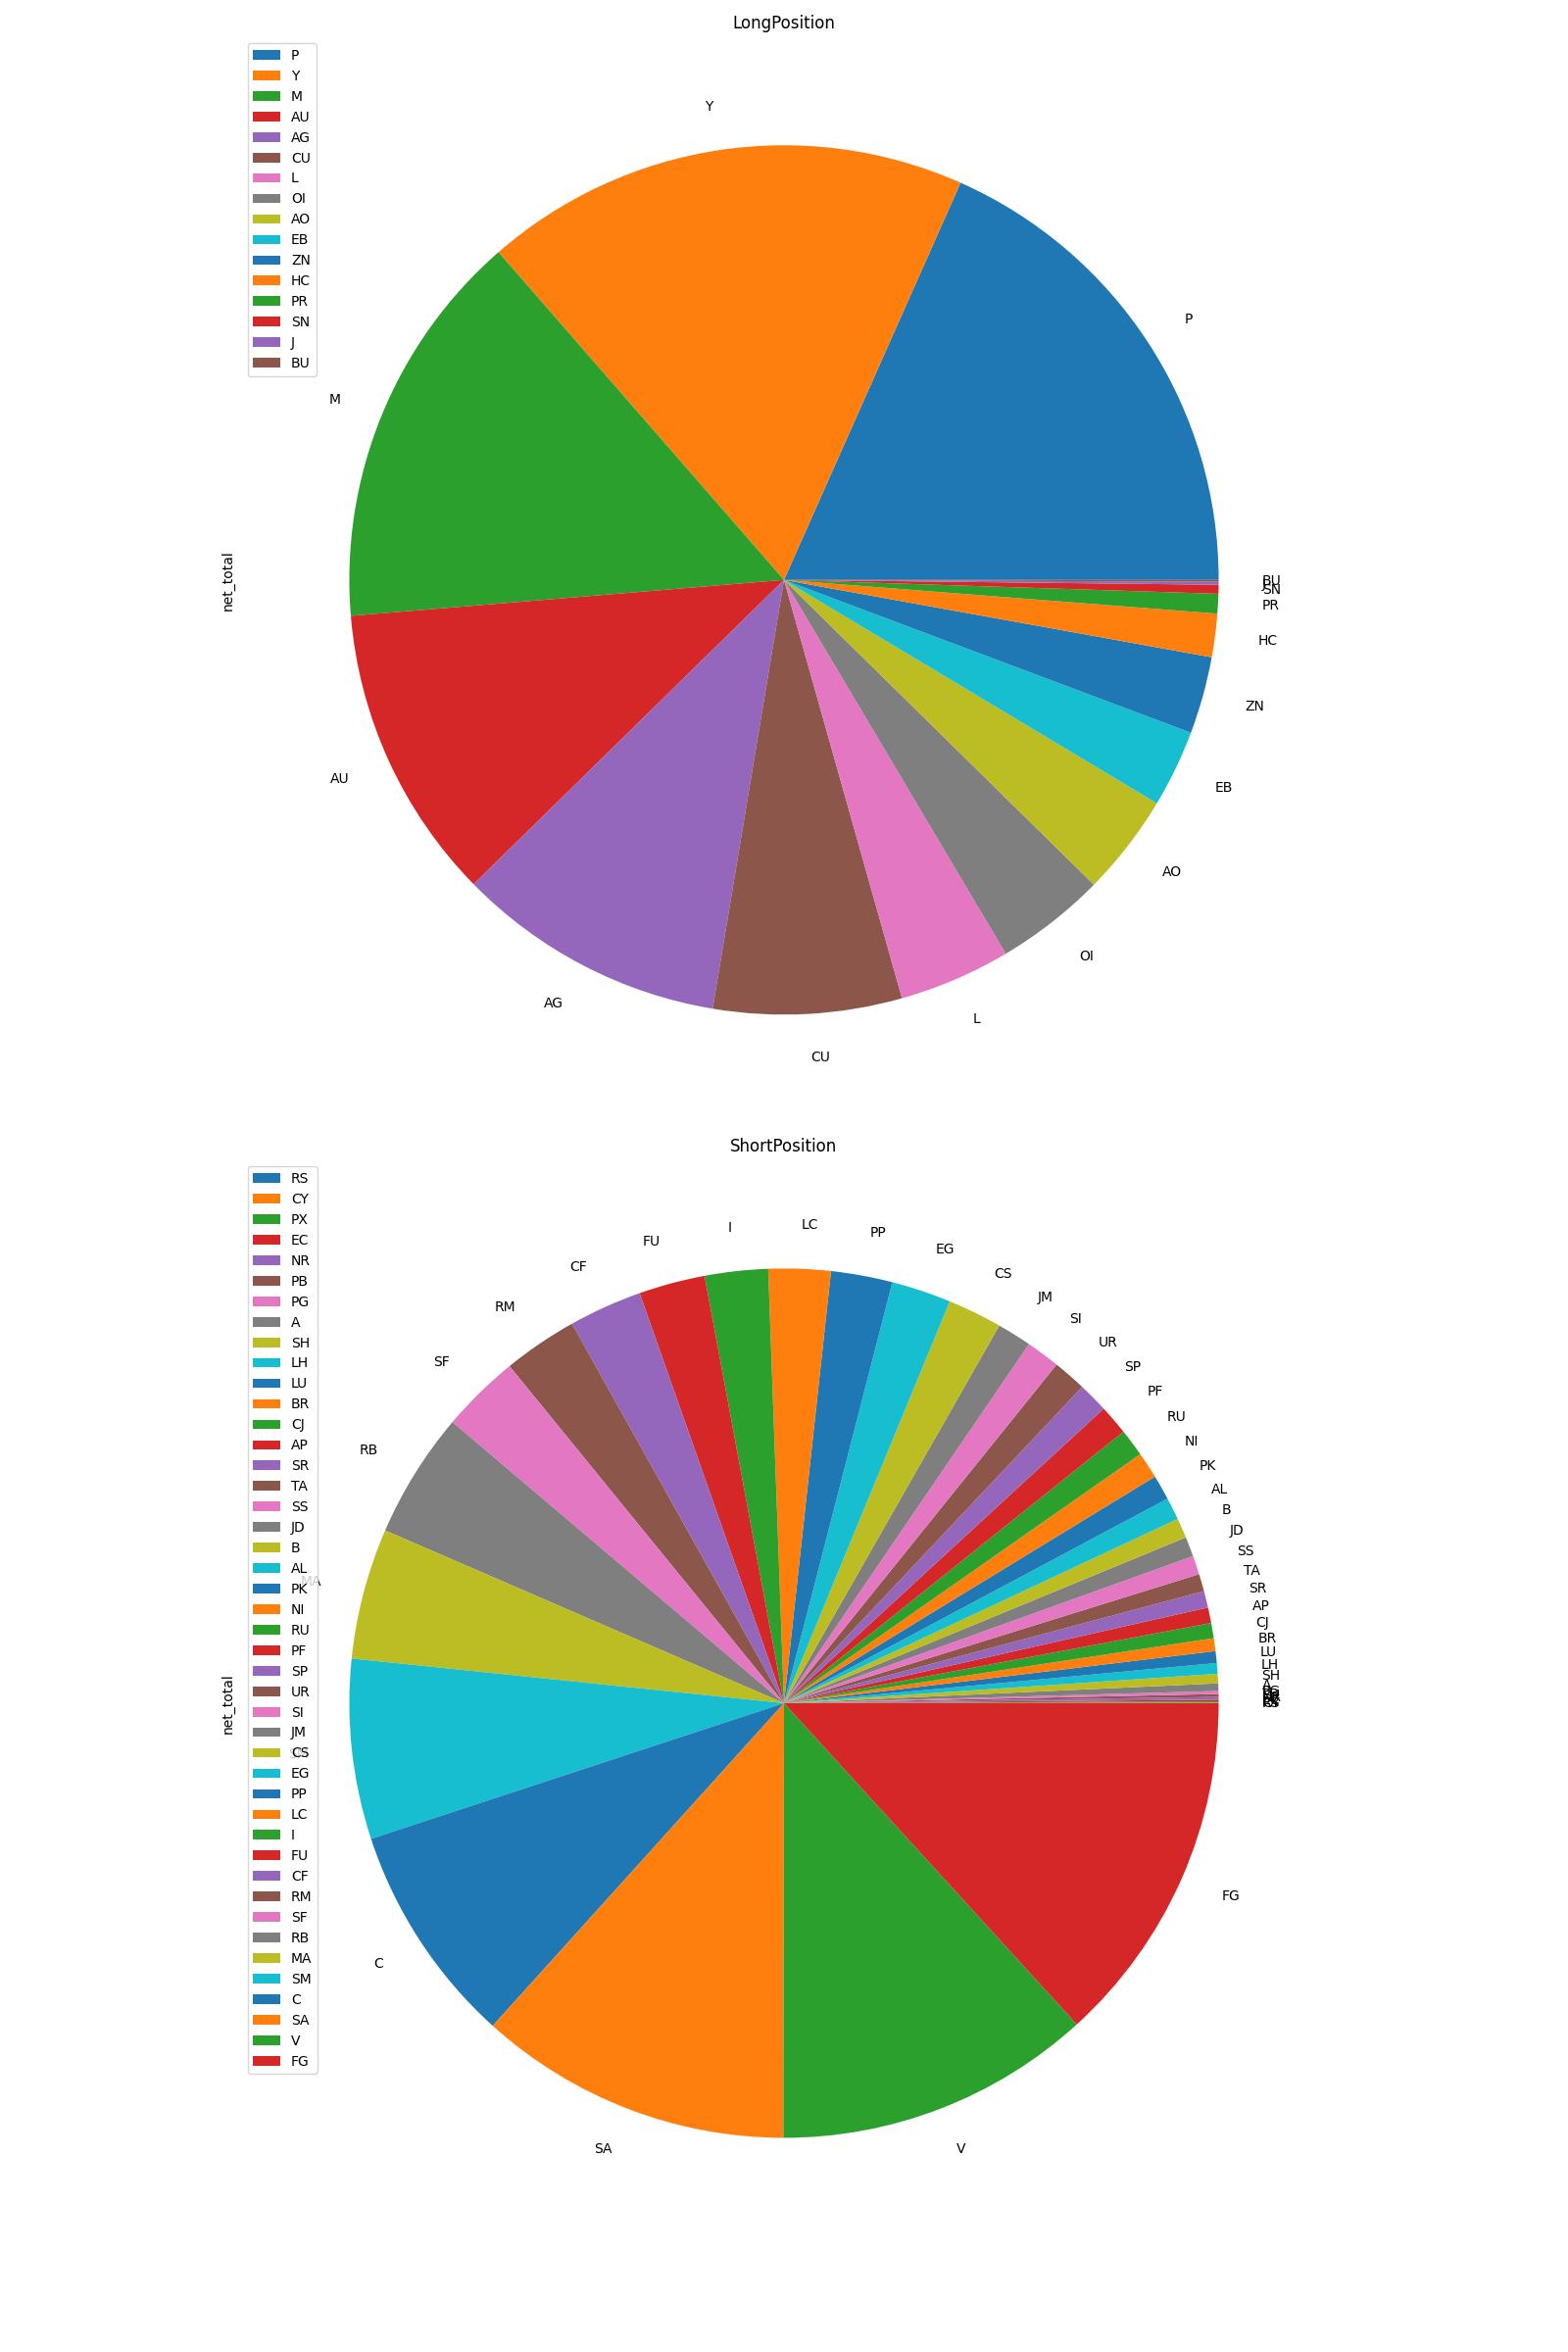 LongPosition
P
Y
M
AU
AG
CU
L
OI
AO
EB
ZN
HC
PR
SN
J
BU
Y
P
M
net_total
BU
SN
PR
HC
ZN
AU
EB
AO
OI
AG
L
CU
ShortPosition
RS
CY
PX
EC
NR
PB
PG
A
SH
LH
LU
BR
CJ
AP
SR
TA
SS
JD
B
AL
PK
NI
RU
PF
SP
UR
SI
JM
CS
EG
PP
LC
I
FU
CF
RM
SF
RB
MA
SM
C
SA
V
FG
LC
I
PP
FU
EG
CF
CS
JM
RM
SI
UR
SF
SP
PF
RU
NI
RB
PK
AL
B
JD
SS
TA
MA
SR
AP
CJ
BR
LU
LH
SH
net_total
FG
C
SA
V